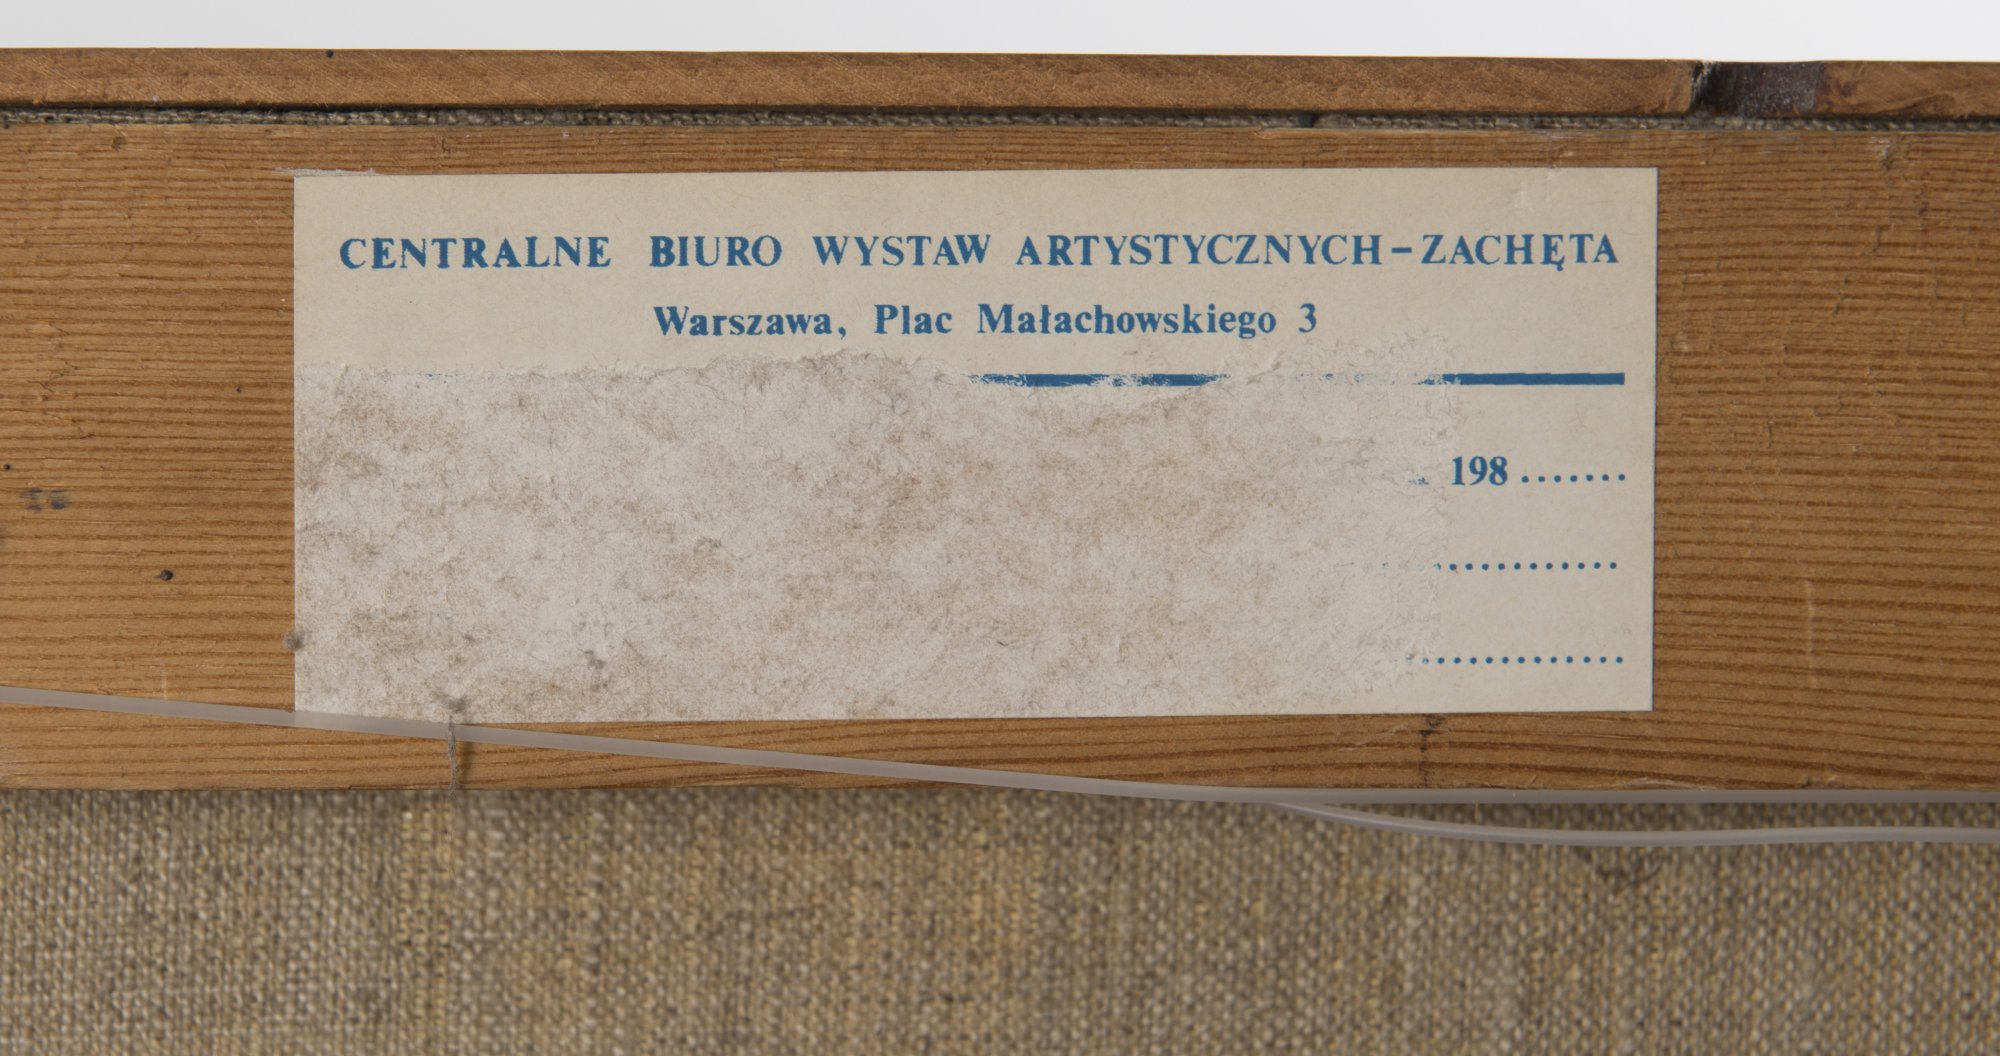 CENTRALNE BIURO WYSTAW ARTYSTYCZNYCH-ZACHĘTA
Warszawa, Plac Małachowskiego 3
198.......